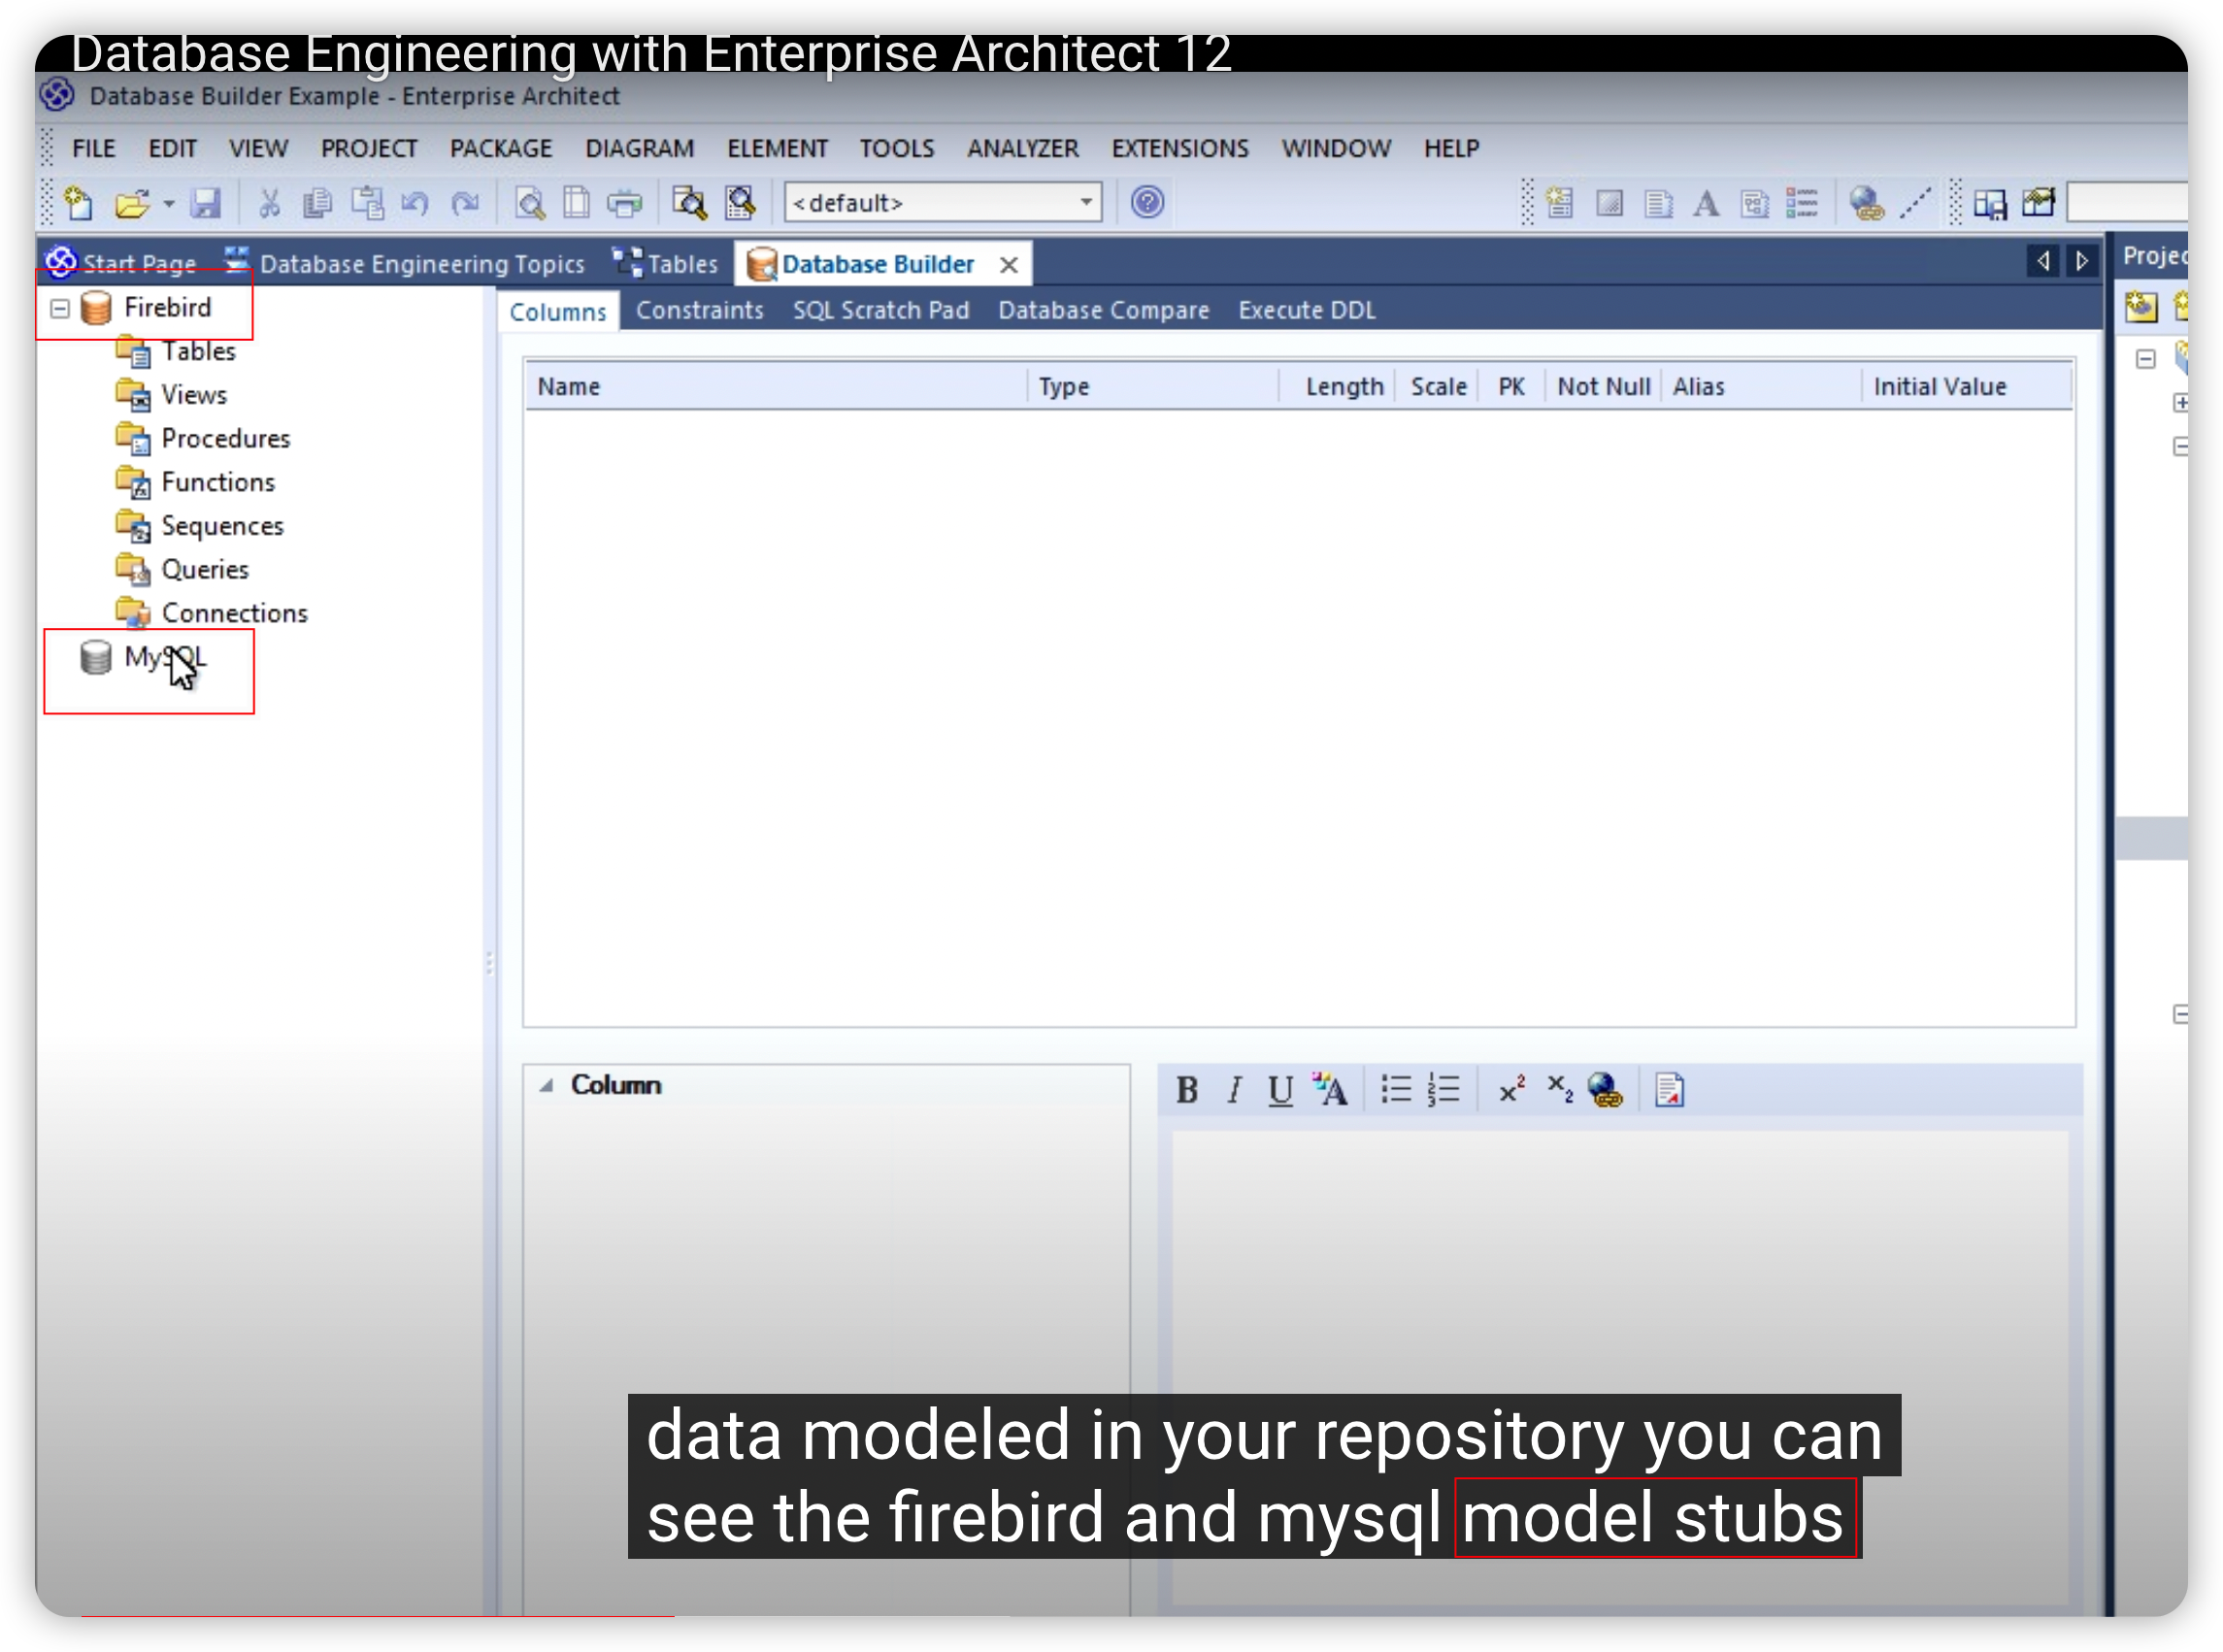 Database Engineering with Enterprise Architect 12
Database Builder Example - Enterprise Architect
FILE EDIT VIEW PROJECT PACKAGE DIAGRAM ELEMENT TOOLS ANALYZER EXTENSIONS WINDOW HELP
<default>
Start Page Database Engineering Topics Tables Database Builder
Firebird
Tables
Views
Procedures
Functions
Sequences
Queries
Connections
MySQL
Columns Constraints SQL Scratch Pad Database Compare Execute DDL
Name Type Length Scale PK Not Null Alias Initial Value
Column
B I U A x² x₂
data modeled in your repository you can
see the firebird and mysql model stubs